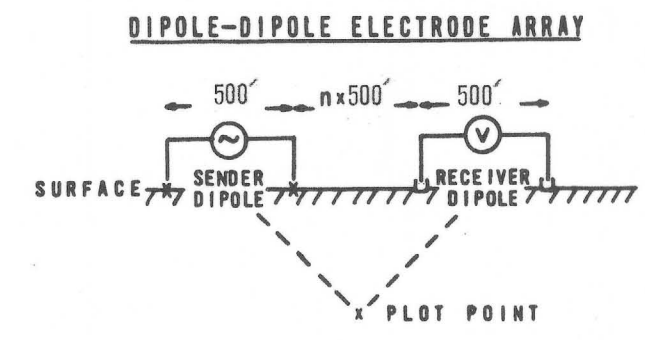 DIPOLE-DIPOLE ELECTRODE ARRAY
500' n x 500' 500'
~ V
SURFACE SENDER DIPOLE RECEIVER DIPOLE
x PLOT POINT